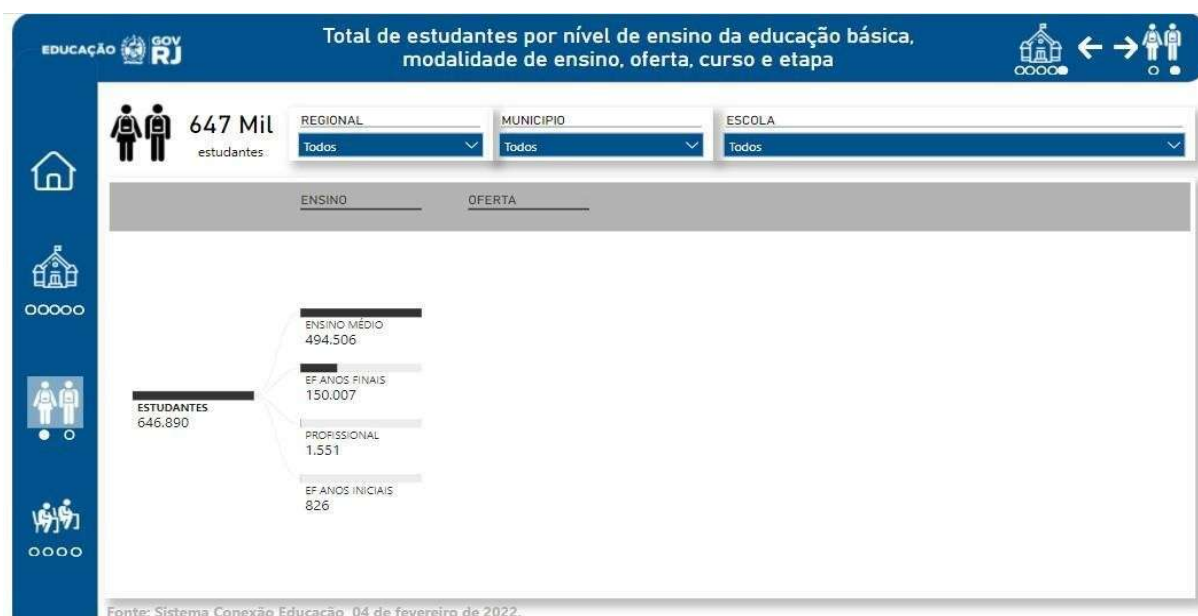 EDUCAÇÃO GOV RJ
Total de estudantes por nível de ensino da educação básica,
modalidade de ensino, oferta, curso e etapa
647 Mil
estudantes
REGIONAL
Todos
MUNICIPIO
Todos
ESCOLA
Todos
ENSINO
OFERTA
ENSINO MÉDIO
494.506
EF ANOS FINAIS
150.007
ESTUDANTES
646.890
PROFISSIONAL
1.551
EF ANOS INICIAIS
826
Fonte: Sistema Conexão Educação, 04 de fevereiro de 2022.